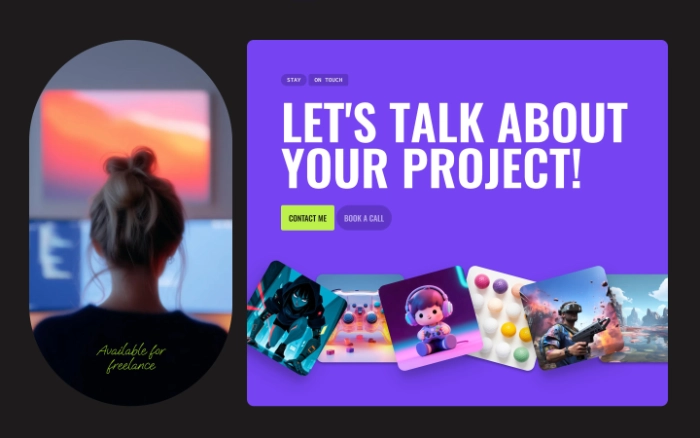 STAY ON TOUCH
LET'S TALK ABOUT
YOUR PROJECT!
CONTACT ME BOOK A CALL
Available for
freelance